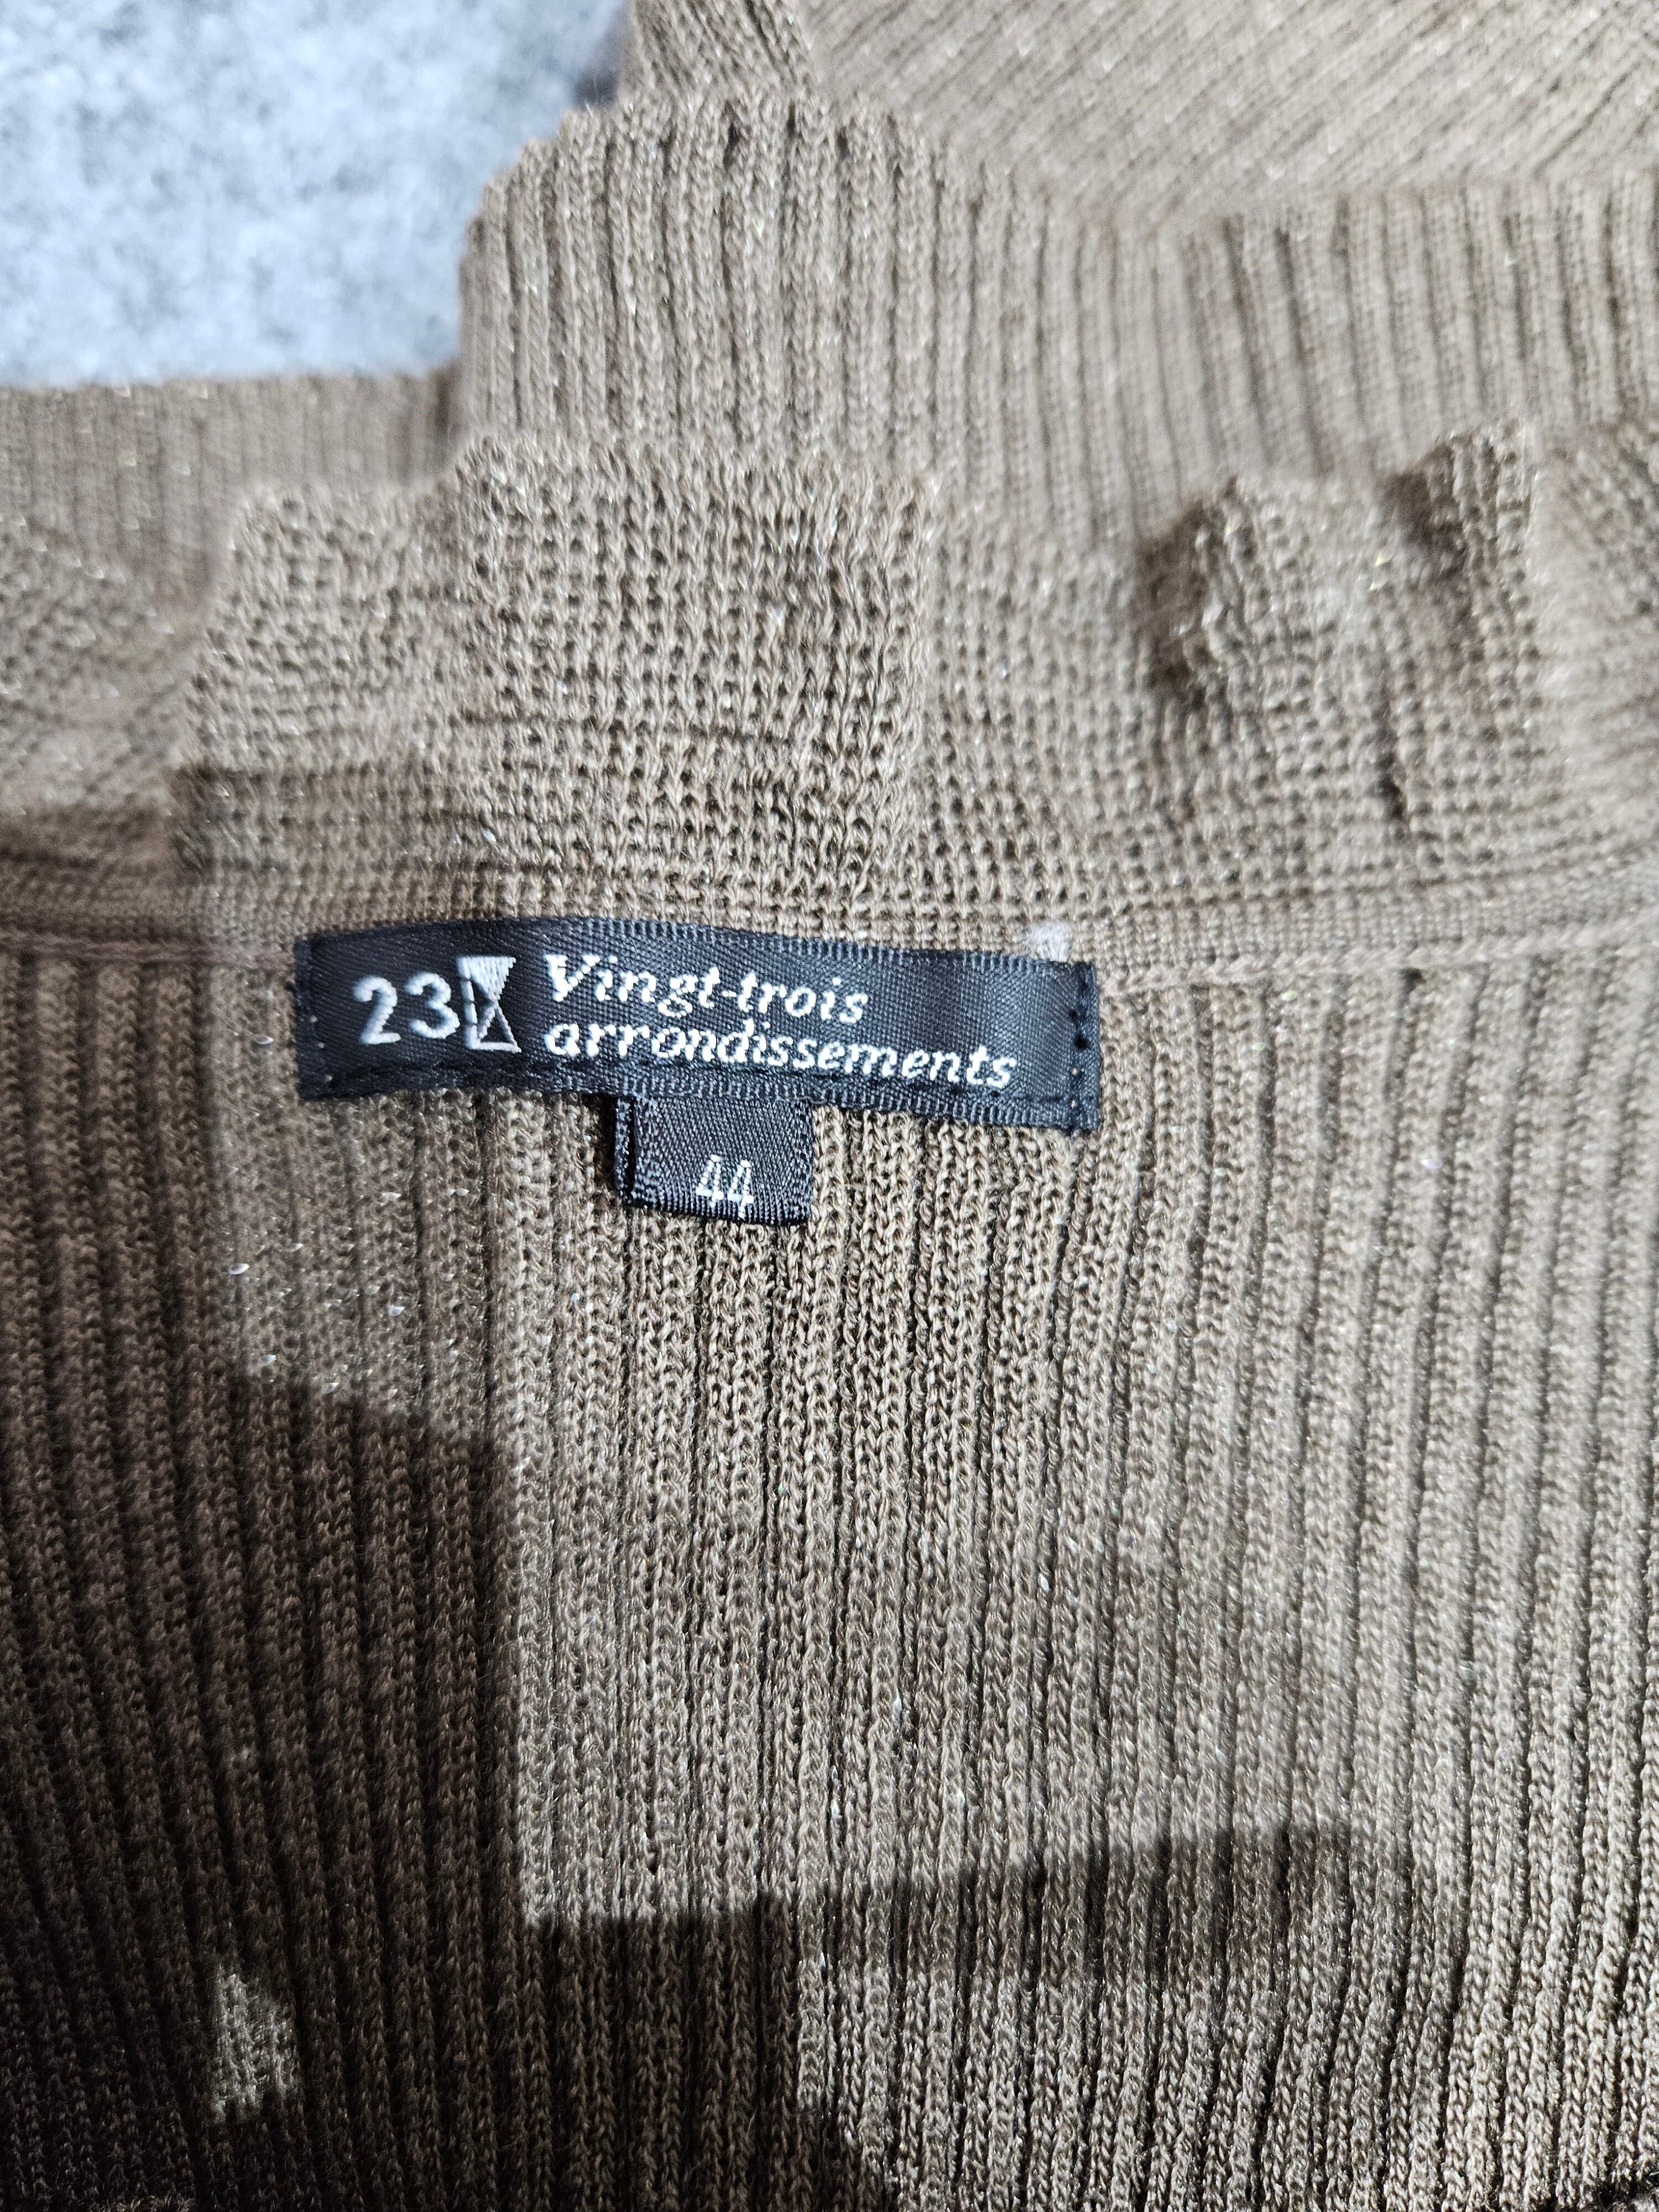 23
Vingt-trois
arrondissements
44